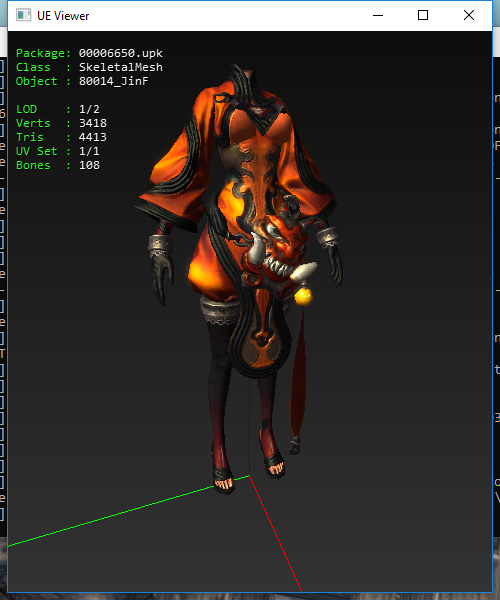 UE Viewer
Package: 00006650.upk
Class : SkeletalMesh
Object : 80014_JinF
LOD : 1/2
Verts : 3418
Tris : 4413
UV Set : 1/1
Bones : 108